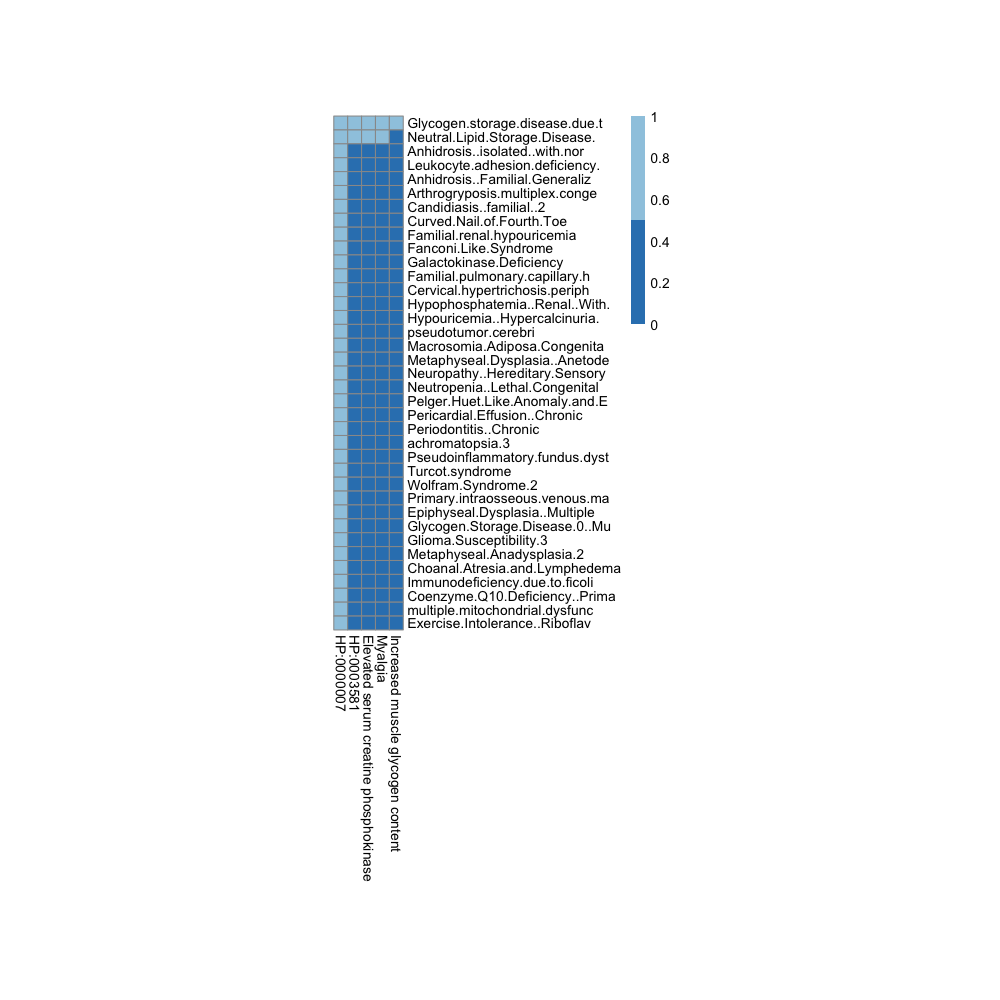 Glycogen.storage.disease.due.t
Neutral.Lipid.Storage.Disease.
Anhidrosis..isolated..with.nor
Leukocyte.adhesion.deficiency.
Anhidrosis..Familial.Generaliz
Arthrogryposis.multiplex.conge
Candidiasis..familial..2
Curved.Nail.of.Fourth.Toe
Familial.renal.hypouricemia
Fanconi.Like.Syndrome
Galactokinase.Deficiency
Familial.pulmonary.capillary.h
Cervical.hypertrichosis.periph
Hypophosphatemia..Renal..With.
Hypouricemia..Hypercalcinuria.
pseudotumor.cerebri
Macrosomia.Adiposa.Congenita
Metaphyseal.Dysplasia..Anetode
Neuropathy..Hereditary.Sensory
Neutropenia..Lethal.Congenital
Pelger.Huet.Like.Anomaly.and.E
Pericardial.Effusion..Chronic
Periodontitis..Chronic
achromatopsia.3
Pseudoinflammatory.fundus.dyst
Turcot.syndrome
Wolfram.Syndrome.2
Primary.intraosseous.venous.ma
Epiphyseal.Dysplasia..Multiple
Glycogen.Storage.Disease.0..Mu
Glioma.Susceptibility.3
Metaphyseal.Anadysplasia.2
Choanal.Atresia.and.Lymphedema
Immunodeficiency.due.to.ficoli
Coenzyme.Q10.Deficiency..Prima
multiple.mitochondrial.dysfunc
Exercise.Intolerance..Riboflav
1
0.8
0.6
0.4
0.2
0
HP:0000007
HP:0003581
Elevated serum creatine phosphokinase
Myalgia
Increased muscle glycogen content